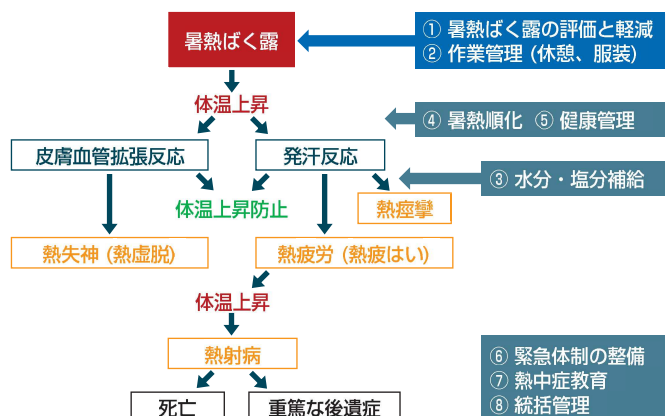 暑熱ばく露
① 暑熱ばく露の評価と軽減
② 作業管理 (休憩、服装)
体温上昇
④ 暑熱順化 ⑤ 健康管理
皮膚血管拡張反応
発汗反応
③ 水分・塩分補給
体温上昇防止
熱痙攣
熱失神 (熱虚脱)
熱疲労 (熱疲はい)
体温上昇
熱射病
⑥ 緊急体制の整備
⑦ 熱中症教育
⑧ 統括管理
死亡
重篤な後遺症